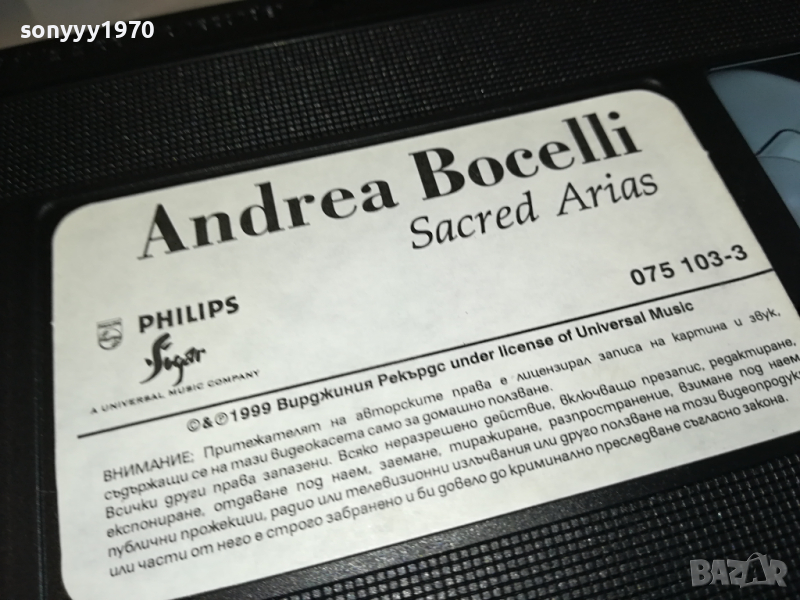 sonyyy1970
Andrea Bocelli
Sacred Arias
PHILIPS
Sugar
A UNIVERSAL MUSIC COMPANY
075 103-3
©&℗1999 Вирджиния Рекърдс under license of Universal Music
ВНИМАНИЕ: Притежателят на авторските права е лицензирал записа на картина и звук,
съдържащи се на тази видеокасета само за домашно ползване.
Всички други права запазени. Всяко неразрешено действие, включващо презапис, редактиране,
експониране, отдаване под наем, заемане, тиражиране, разпространение, взимане под наем,
публични прожекции, радио или телевизионни излъчвания или друго ползване на този видеопродукт
или части от него е строго забранено и би довело до криминално преследване съгласно закона.
BAZAR